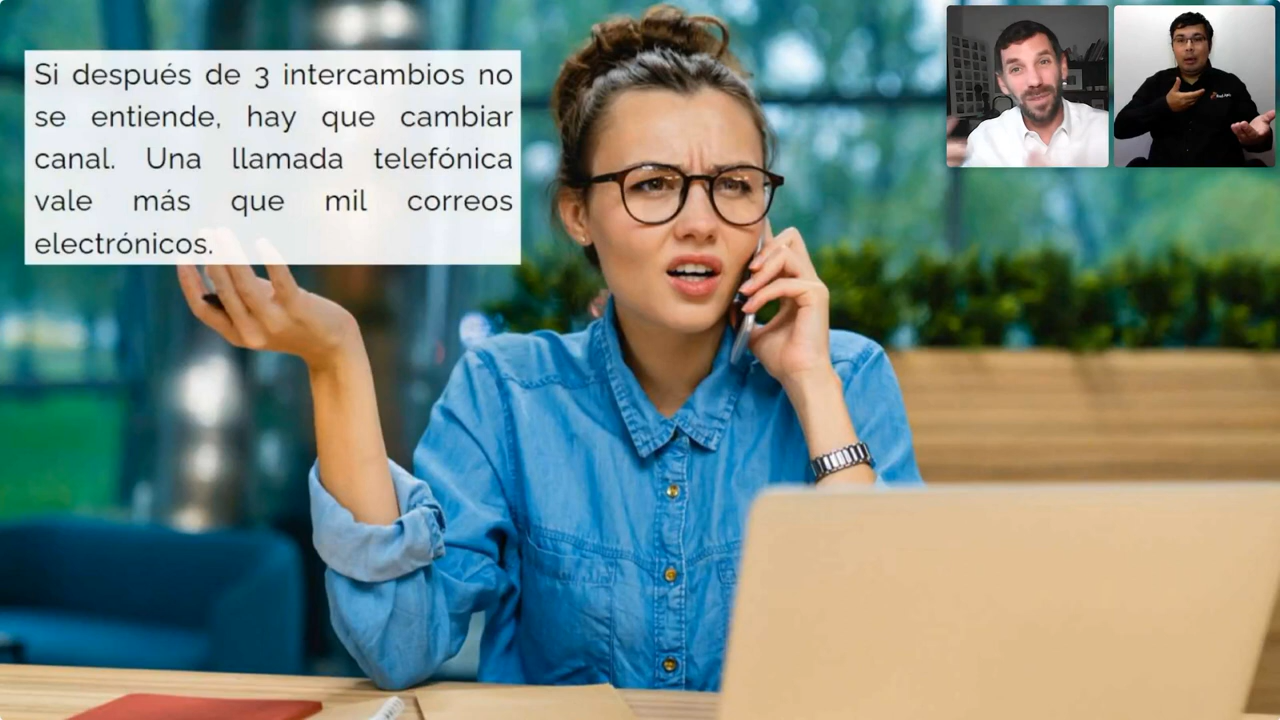 Si después de 3 intercambios no
se entiende, hay que cambiar
canal. Una llamada telefónica
vale más que mil correos
electrónicos.